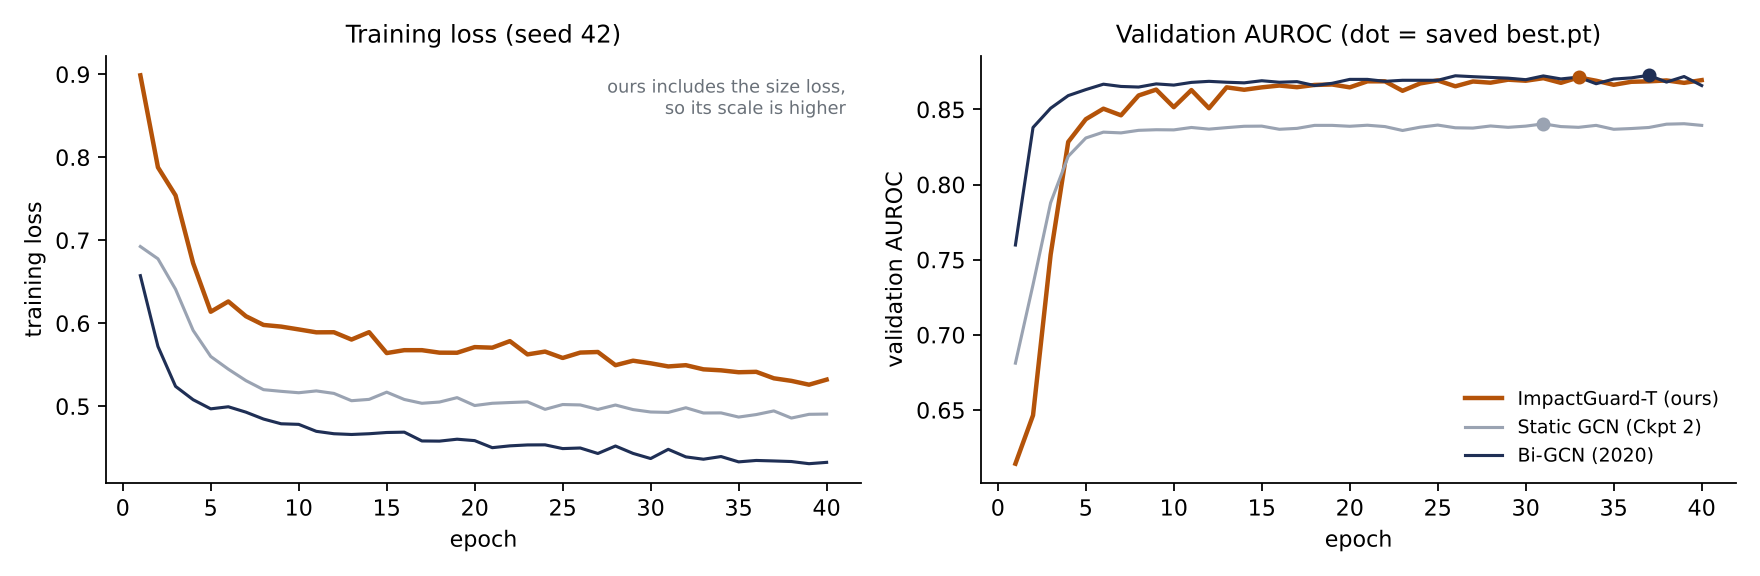 Training loss (seed 42)
ours includes the size loss,
so its scale is higher
training loss
0.9
0.8
0.7
0.6
0.5
0
5
10
15
20
25
30
35
40
epoch
Validation AUROC (dot = saved best.pt)
validation AUROC
0.85
0.80
0.75
0.70
0.65
ImpactGuard-T (ours)
Static GCN (Ckpt 2)
Bi-GCN (2020)
0
5
10
15
20
25
30
35
40
epoch